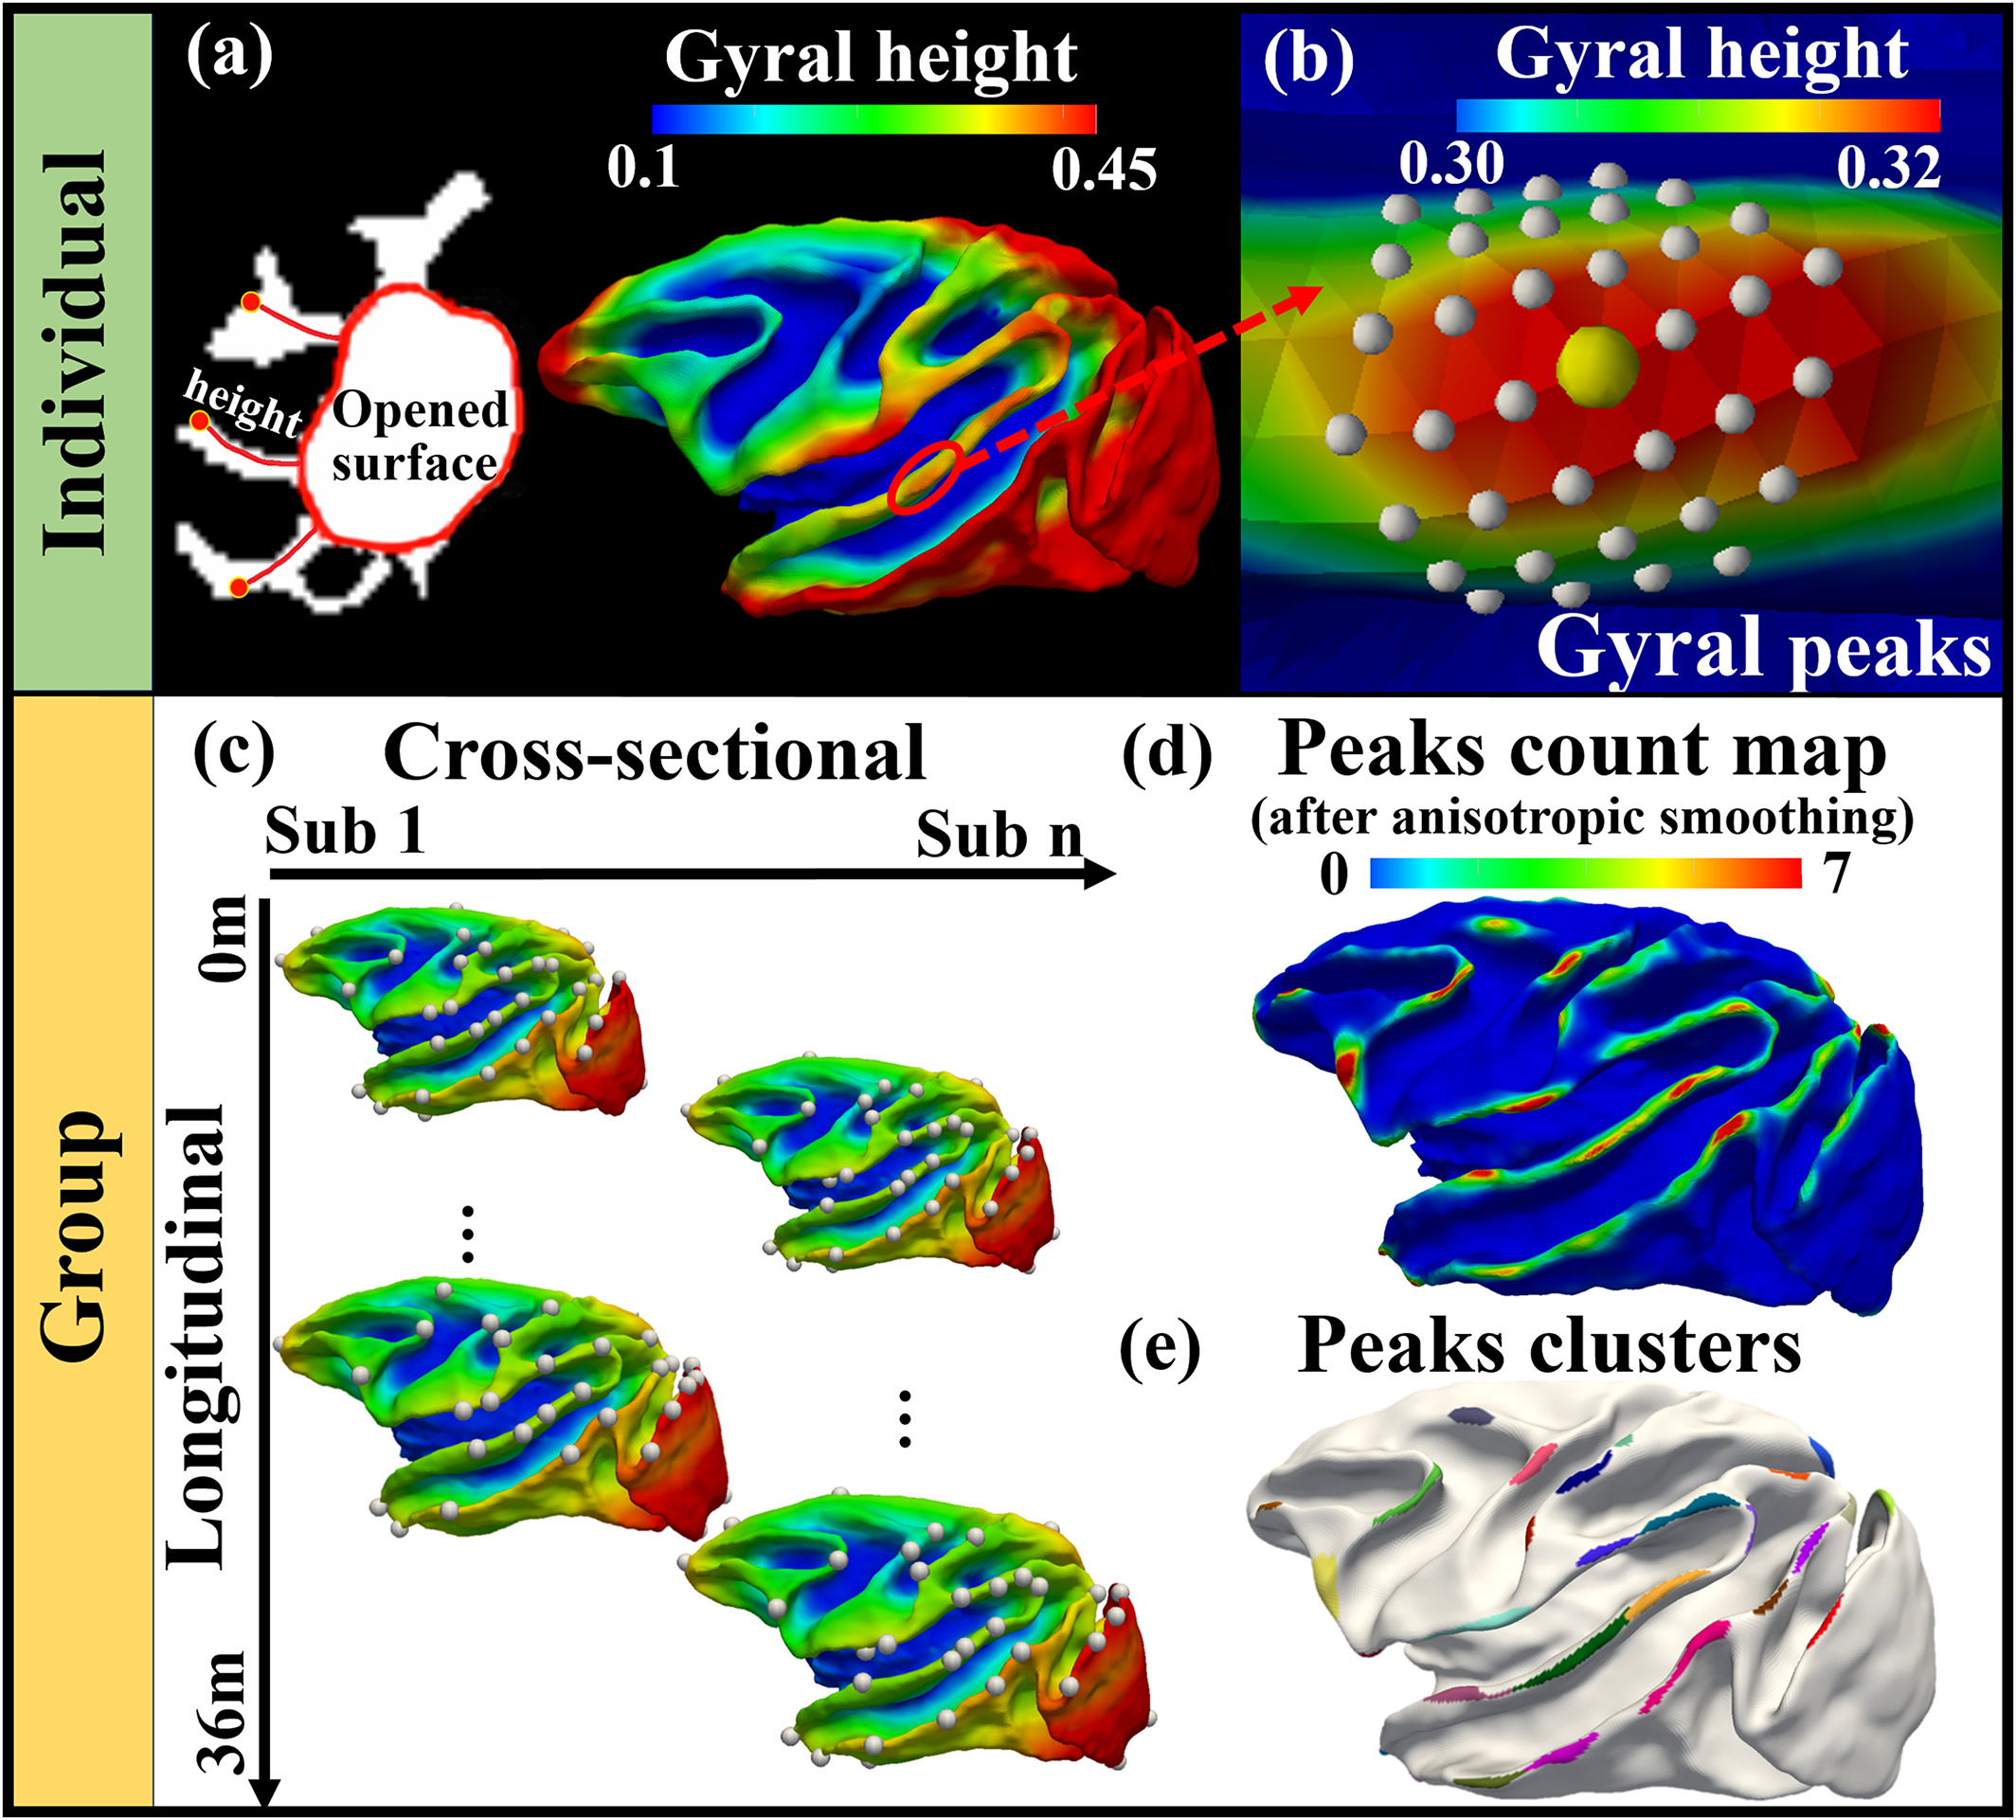 Individual
(a)
Gyral height
0.1
0.45
height
Opened
surface
(b)
Gyral height
0.30
0.32
Gyral peaks
Group
(c)
Cross-sectional
Sub 1
Sub n
0m
Longitudinal
36m
(d)
Peaks count map
(after anisotropic smoothing)
0
7
(e)
Peaks clusters